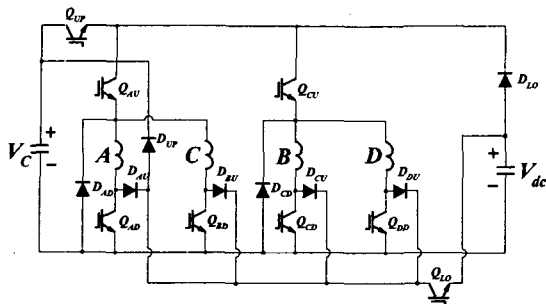 Q_UP
Q_AU
Q_CU
D_LO
+
V_C
-
A
D_UP
C
B
D
+
V_dc
-
D_AU
D_BU
D_CU
D_DU
D_AD
D_CD
Q_AD
Q_BD
Q_CD
Q_DD
Q_LO